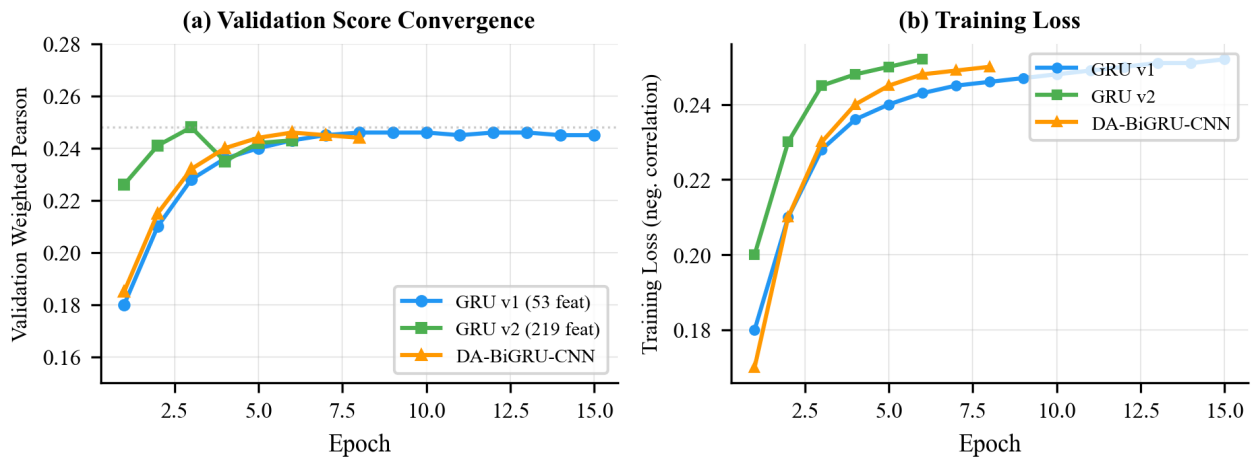 (a) Validation Score Convergence
Validation Weighted Pearson
0.28
0.26
0.24
0.22
0.20
0.18
0.16
GRU v1 (53 feat)
GRU v2 (219 feat)
DA-BiGRU-CNN
2.5 5.0 7.5 10.0 12.5 15.0
Epoch
(b) Training Loss
Training Loss (neg. correlation)
0.24
0.22
0.20
0.18
GRU v1
GRU v2
DA-BiGRU-CNN
2.5 5.0 7.5 10.0 12.5 15.0
Epoch